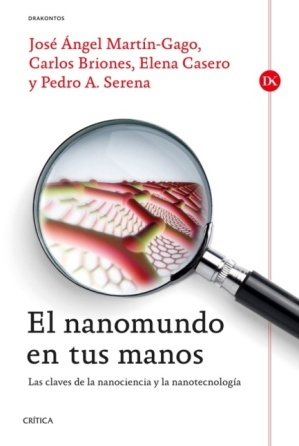 DRAKONTOS
José Ángel Martín-Gago,
Carlos Briones, Elena Casero
y Pedro A. Serena
DK
El nanomundo
en tus manos
Las claves de la nanociencia y la nanotecnología
CRÍTICA